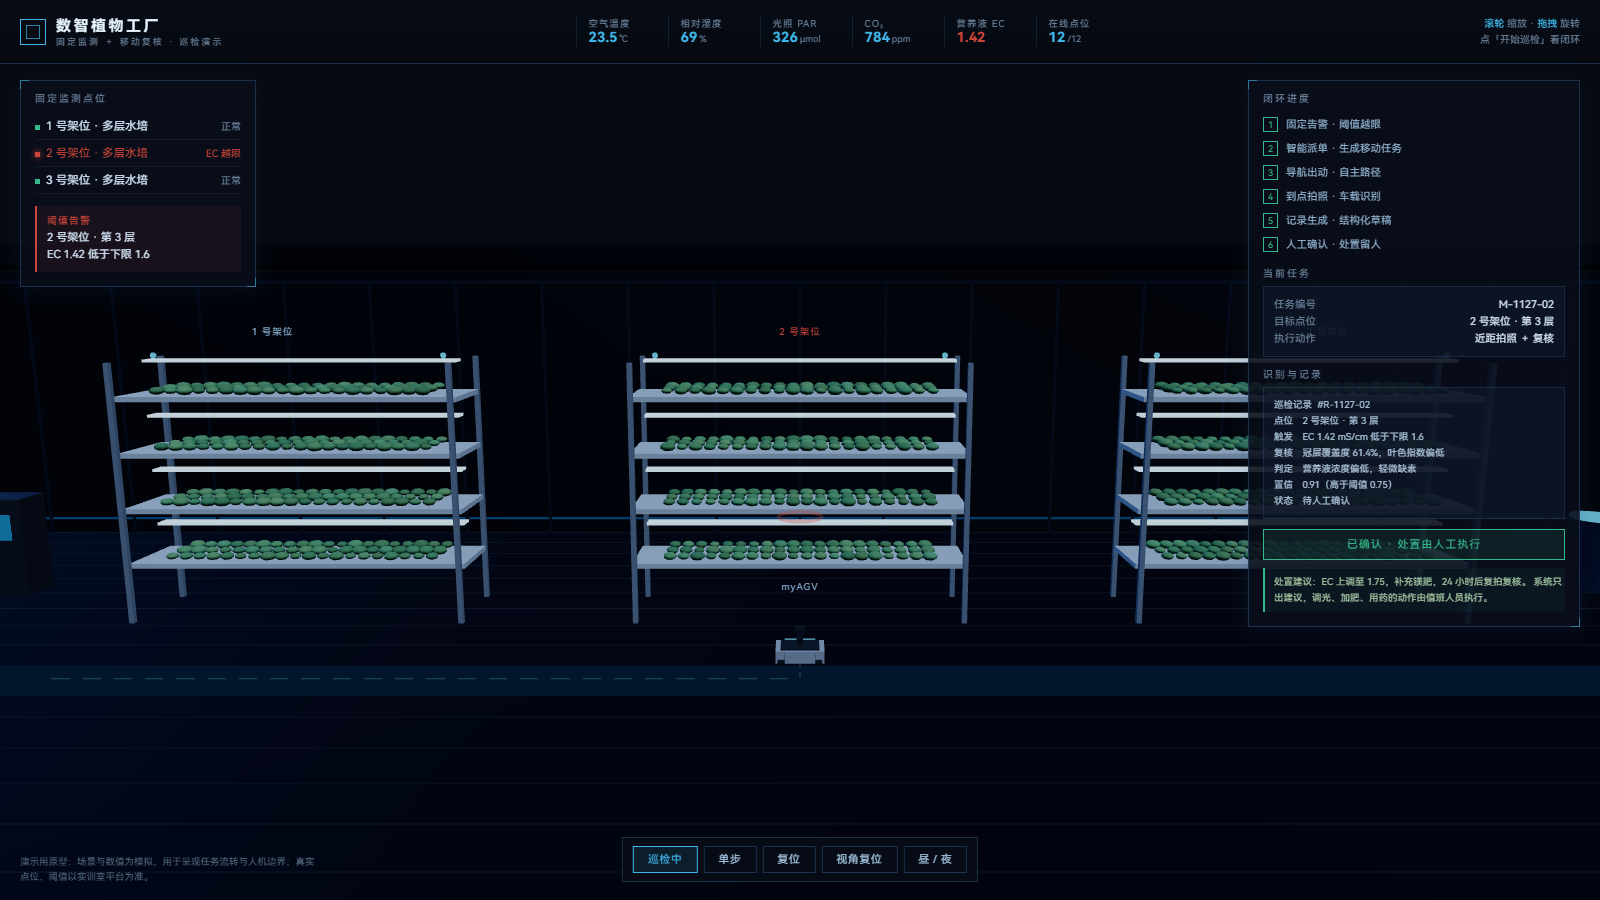 数智植物工厂
固定监测 + 移动复核 · 巡检演示
空气温度
23.5 ℃
相对湿度
69 %
光照 PAR
326 μmol
CO₂
784 ppm
营养液 EC
1.42
在线点位
12 /12
滚轮 缩放 · 拖拽 旋转
点「开始巡检」看闭环
固定监测点位
1 号架位 · 多层水培 正常
2 号架位 · 多层水培 EC 越限
3 号架位 · 多层水培 正常
阈值告警
2 号架位 · 第 3 层
EC 1.42 低于下限 1.6
1 号架位
2 号架位
myAGV
闭环进度
1 固定告警 · 阈值越限
2 智能派单 · 生成移动任务
3 导航出动 · 自主路径
4 到点拍照 · 车载识别
5 记录生成 · 结构化草稿
6 人工确认 · 处置留人
当前任务
任务编号 M-1127-02
目标点位 2 号架位 · 第 3 层
执行动作 近距拍照 + 复核
识别与记录
巡检记录 #R-1127-02
点位 2 号架位 · 第 3 层
触发 EC 1.42 mS/cm 低于下限 1.6
复核 冠层覆盖度 61.4%，叶色指数偏低
判定 营养液浓度偏低，轻微缺素
置信 0.91（高于阈值 0.75）
状态 待人工确认
已确认 · 处置由人工执行
处置建议：EC 上调至 1.75，补充镁肥，24 小时后复拍复核。 系统只
出建议，调光、加肥、用药的动作由值班人员执行。
演示用原型：场景与数值为模拟，用于呈现任务流转与人机边界；真实
点位、阈值以实训室平台为准。
巡检中 单步 复位 视角复位 昼 / 夜